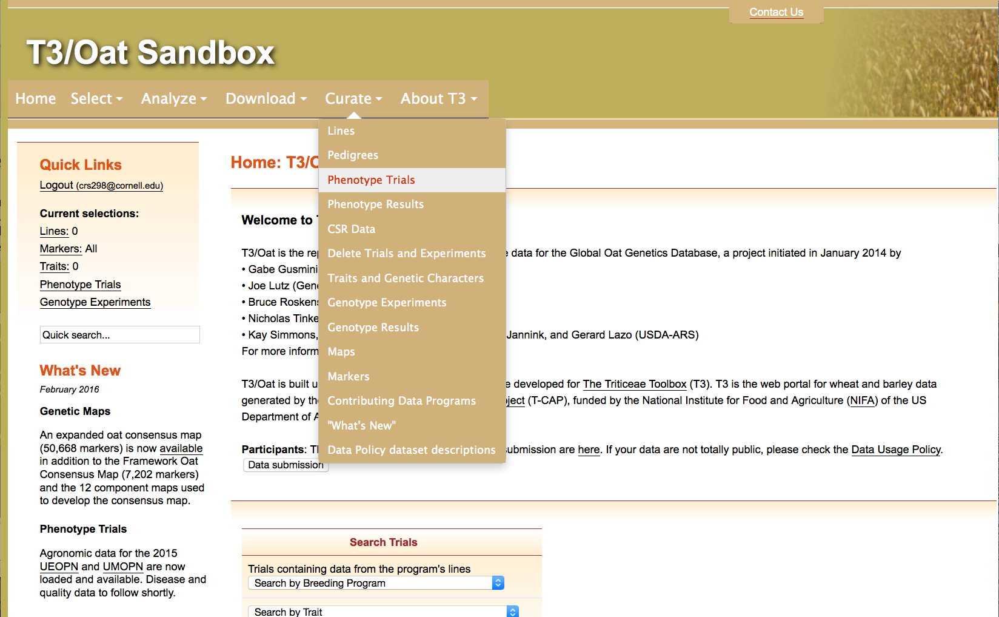 Contact Us
T3/Oat Sandbox
Home Select Analyze Download Curate About T3
Lines
Pedigrees
Phenotype Trials
Phenotype Results
CSR Data
Delete Trials and Experiments
Traits and Genetic Characters
Genotype Experiments
Genotype Results
Maps
Markers
Contributing Data Programs
"What's New"
Data Policy dataset descriptions
Quick Links
Logout (crs298@cornell.edu)
Current selections:
Lines: 0
Markers: All
Traits: 0
Phenotype Trials
Genotype Experiments
Quick search...
What's New
February 2016
Genetic Maps
An expanded oat consensus map
(50,668 markers) is now available
in addition to the Framework Oat
Consensus Map (7,202 markers)
and the 12 component maps used
to develop the consensus map.
Phenotype Trials
Agronomic data for the 2015
UEOPN and UMOPN are now
loaded and available. Disease and
quality data to follow shortly.
Home: T3/O
Welcome to
T3/Oat is the data for the Global Oat Genetics Database, a project initiated in January 2014 by
• Gabe Gusmini
• Joe Lutz
• Bruce Roskens
• Nicholas Tinke
• Kay Simmons, Jannink, and Gerard Lazo (USDA-ARS)
For more inform
T3/Oat is built developed for The Triticeae Toolbox (T3). T3 is the web portal for wheat and barley data
generated by ject (T-CAP), funded by the National Institute for Food and Agriculture (NIFA) of the US
Department of
Participants: submission are here. If your data are not totally public, please check the Data Usage Policy.
Data submission
Search Trials
Trials containing data from the program's lines
Search by Breeding Program
Search by Trait